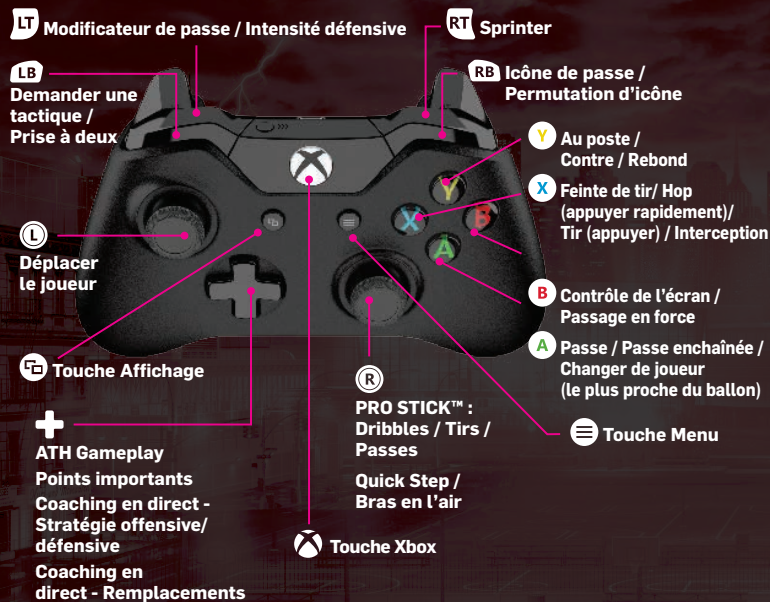 LT Modificateur de passe / Intensité défensive
RT Sprinter
LB
Demander une
tactique /
Prise à deux
RB Icône de passe /
Permutation d'icône
Y Au poste /
Contre / Rebond
X Feinte de tir/ Hop
(appuyer rapidement)/
Tir (appuyer) / Interception
Y
X
B
A
L
Déplacer
le joueur
B Contrôle de l'écran /
Passage en force
A Passe / Passe enchaînée /
Changer de joueur
(le plus proche du ballon)
Touche Affichage
R
PRO STICK™ :
Dribbles / Tirs /
Passes
Quick Step /
Bras en l'air
Touche Menu
ATH Gameplay
Points importants
Coaching en direct -
Stratégie offensive/
défensive
Coaching en
direct - Remplacements
Touche Xbox